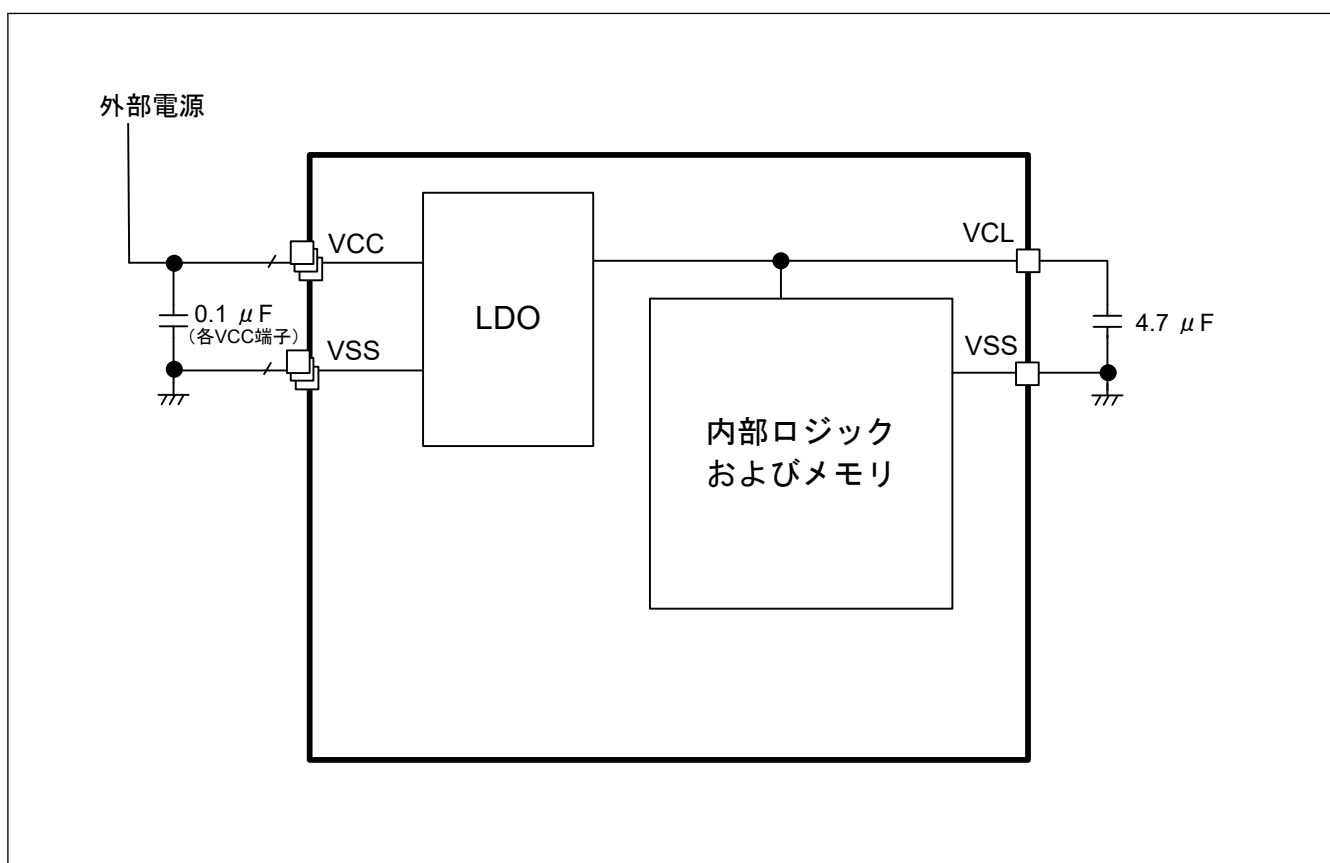 外部電源
VCC
VCL
0.1 μF
（各VCC端子）
LDO
4.7 μF
VSS
VSS
内部ロジック
およびメモリ